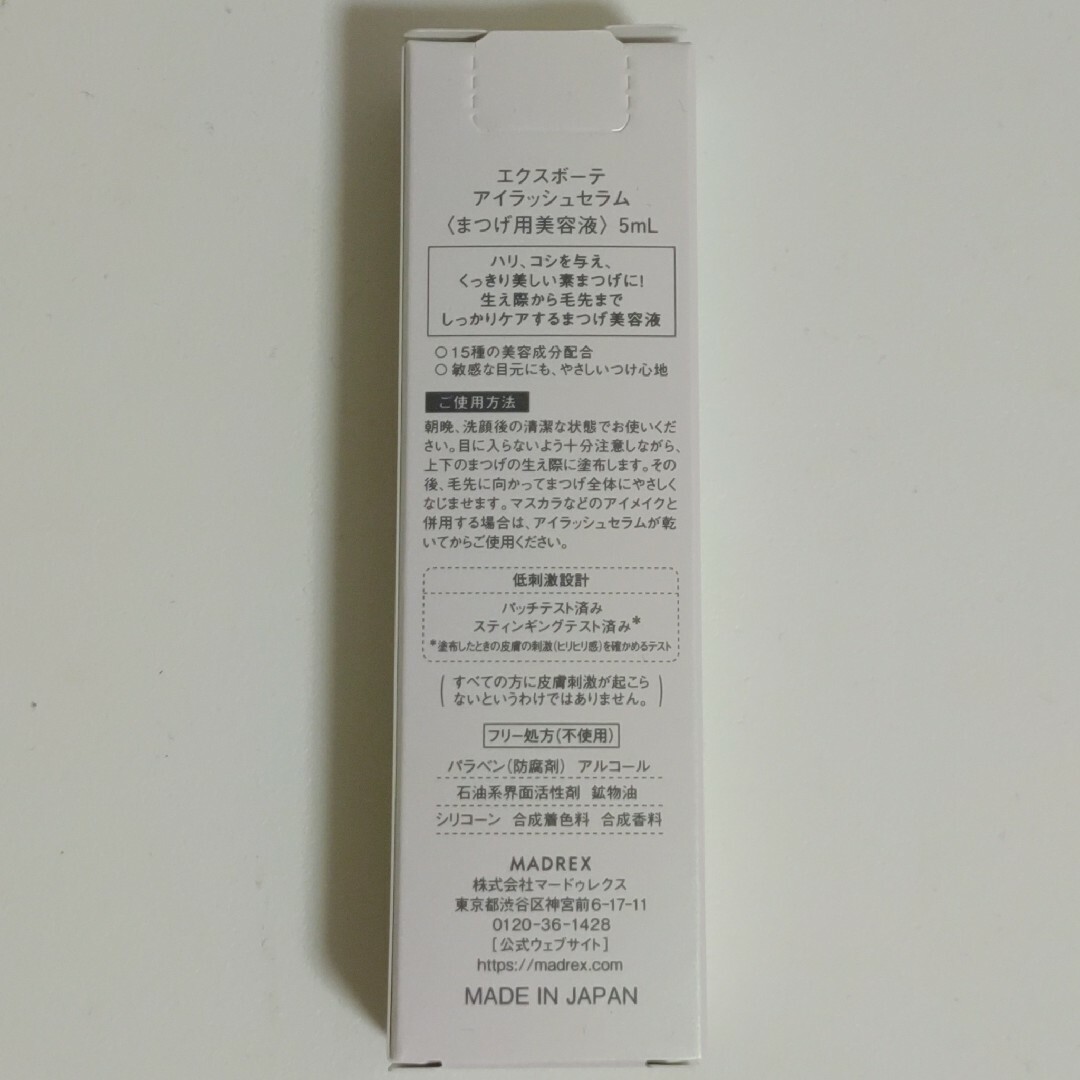 エクスボーテ
アイラッシュセラム
〈まつげ用美容液〉5mL
ハリ、コシを与え、
くっきり美しい素まつげに!
生え際から毛先まで
しっかりケアするまつげ美容液
○15種の美容成分配合
○敏感な目元にも、やさしいつけ心地
ご使用方法
朝晩、洗顔後の清潔な状態でお使いくだ
さい。目に入らないよう十分注意しながら、
上下のまつげの生え際に塗布します。その
後、毛先に向かってまつげ全体にやさしく
なじませます。マスカラなどのアイメイクと
併用する場合は、アイラッシュセラムが乾
いてからご使用ください。
低刺激設計
パッチテスト済み
スティンギングテスト済み*
*塗布したときの皮膚の刺激(ヒリヒリ感)を確かめるテスト
(すべての方に皮膚刺激が起こら
ないというわけではありません。)
フリー処方(不使用)
パラベン(防腐剤) アルコール
石油系界面活性剤 鉱物油
シリコーン 合成着色料 合成香料
MADREX
株式会社マードゥレクス
東京都渋谷区神宮前6-17-11
0120-36-1428
[公式ウェブサイト]
https://madrex.com
MADE IN JAPAN